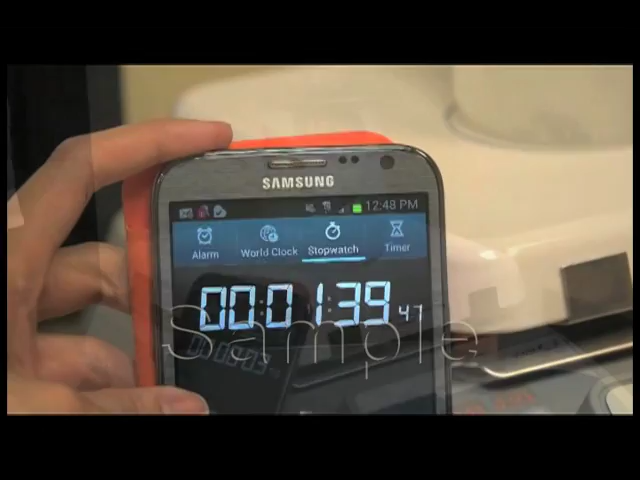 SAMSUNG
12:48 PM
Alarm World Clock Stopwatch Timer
00:01:39 47
Sample